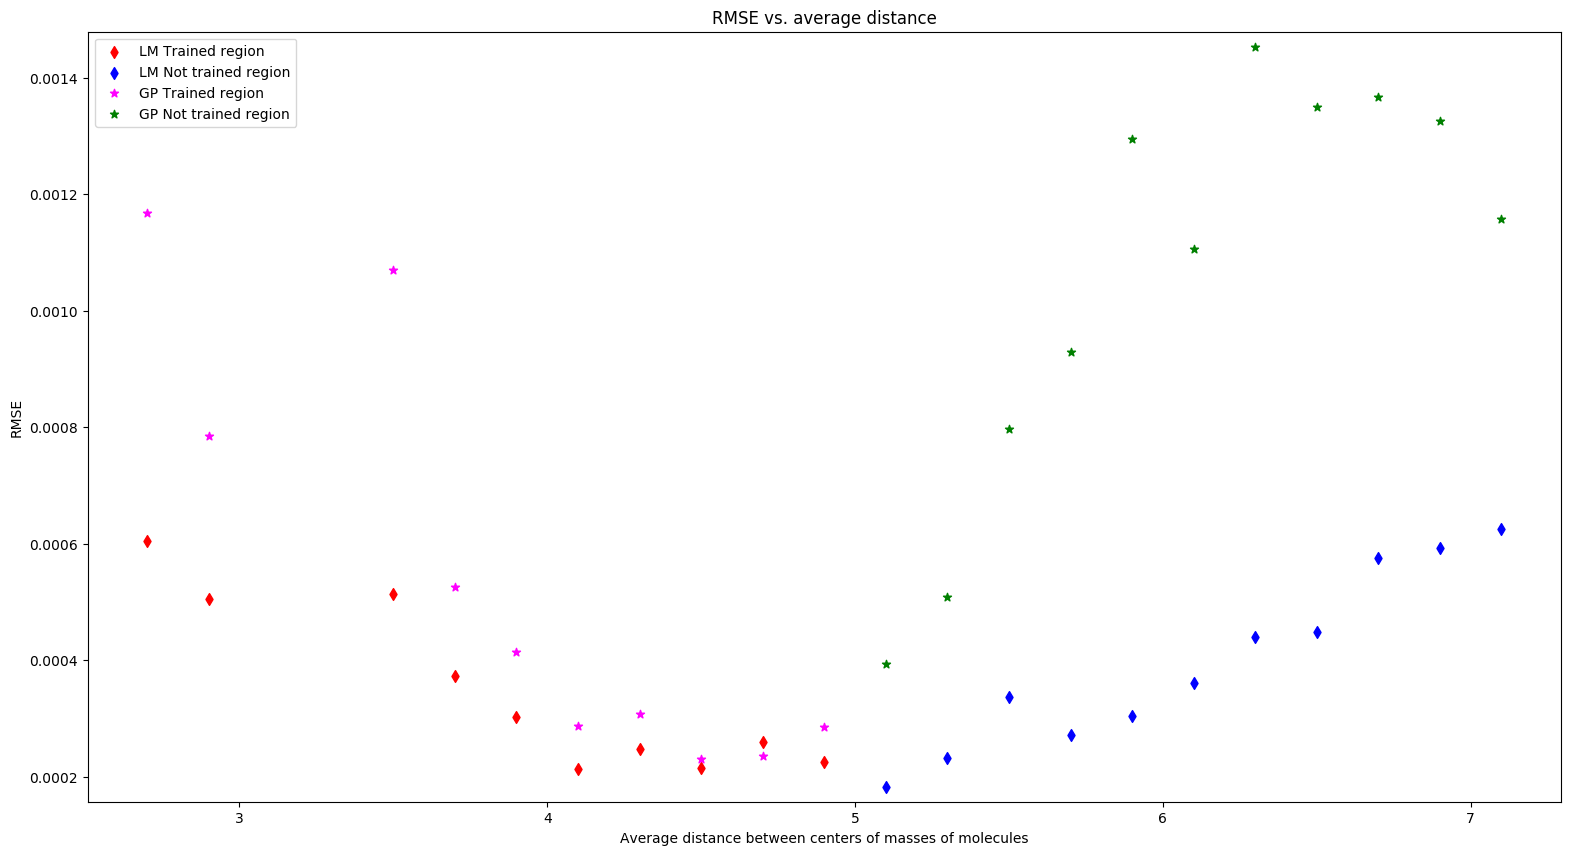 RMSE vs. average distance
LM Trained region
LM Not trained region
GP Trained region
GP Not trained region
0.0014
0.0012
0.0010
0.0008
0.0006
0.0004
0.0002
RMSE
3 4 5 6 7
Average distance between centers of masses of molecules